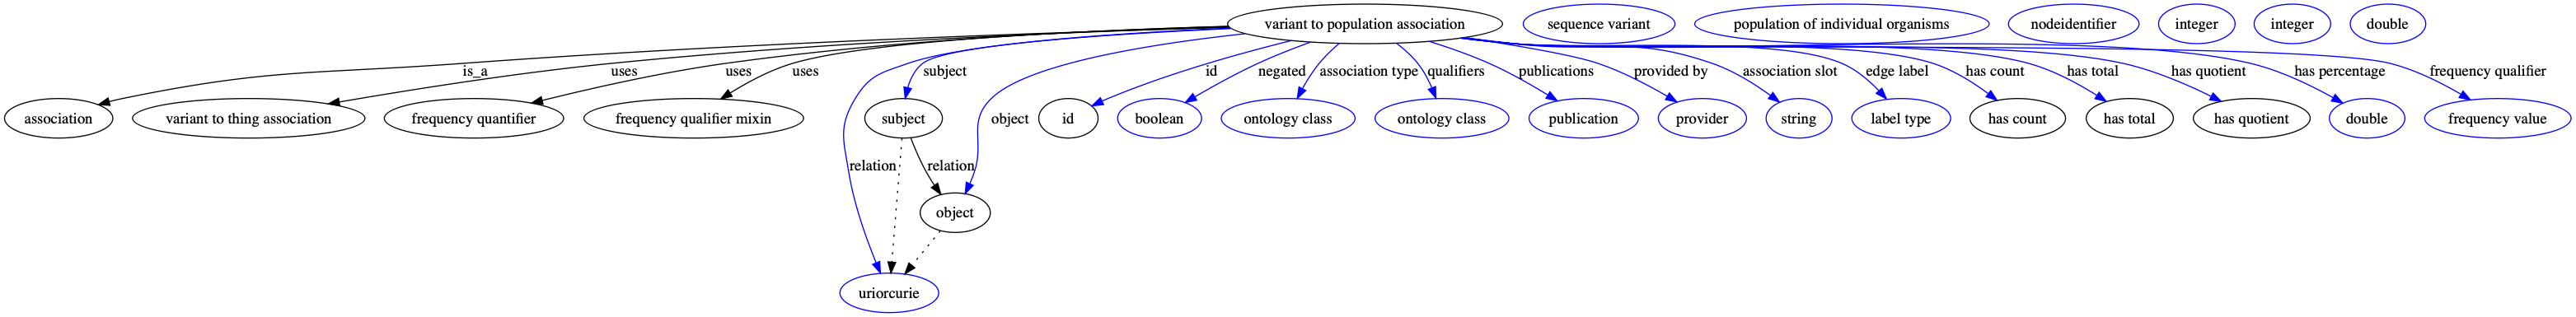 variant to population association
sequence variant
population of individual organisms
nodeidentifier
integer
integer
double
is_a
uses
uses
uses
subject
id
negated
association type
qualifiers
publications
provided by
association slot
edge label
has count
has total
has quotient
has percentage
frequency qualifier
association
variant to thing association
frequency quantifier
frequency qualifier mixin
subject
object
id
boolean
ontology class
ontology class
publication
provider
string
label type
has count
has total
has quotient
double
frequency value
relation
relation
object
uriorcurie